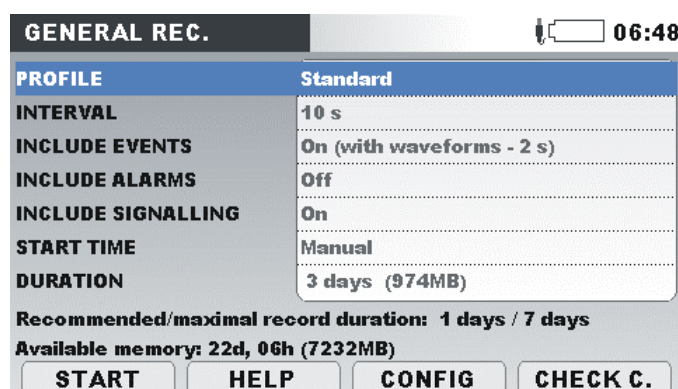 GENERAL REC. 06:48
PROFILE Standard
INTERVAL 10 s
INCLUDE EVENTS On (with waveforms - 2 s)
INCLUDE ALARMS Off
INCLUDE SIGNALLING On
START TIME Manual
DURATION 3 days (974MB)
Recommended/maximal record duration: 1 days / 7 days
Available memory: 22d, 06h (7232MB)
START HELP CONFIG CHECK C.